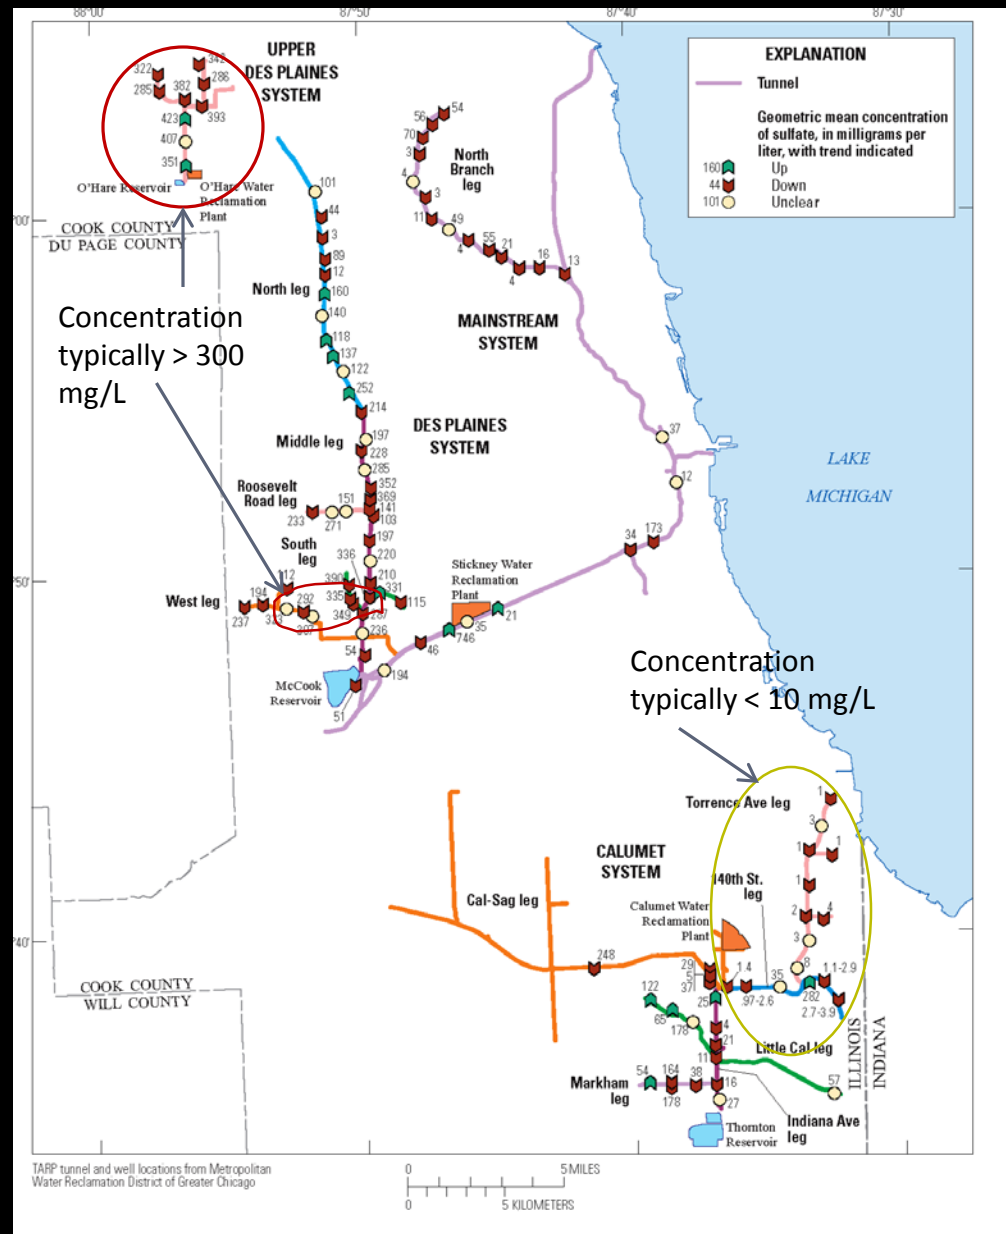 88°00'
87°50'
87°40'
87°30'
EXPLANATION
Tunnel
Geometric mean concentration
of sulfate, in milligrams per
liter, with trend indicated
160 Up
44 Down
101 Unclear
UPPER
DES PLAINES
SYSTEM
322
285
342
286
382
393
423
407
351
O'Hare Reservoir
O'Hare Water
Reclamation
Plant
COOK COUNTY
DU PAGE COUNTY
°00'
Concentration
typically > 300
mg/L
North leg
101
44
3
89
12
160
140
118
137
122
252
214
54
56
70
3
4
3
11
49
4
55
21
4
16
13
North
Branch
leg
MAINSTREAM
SYSTEM
DES PLAINES
SYSTEM
Middle leg
197
228
285
352
369
141
103
Roosevelt
Road leg
151
233
271
197
220
South
leg
336
390
210
331
335
349
287
115
236
37
12
173
34
LAKE
MICHIGAN
°50'
West leg
112
194
237
323
292
307
Stickney Water
Reclamation
Plant
21
35
746
46
54
194
McCook
Reservoir
51
Concentration
typically < 10 mg/L
Torrence Ave leg
1
3
1
1
1
2
4
3
8
CALUMET
SYSTEM
140th St.
leg
Cal-Sag leg
Calumet Water
Reclamation
Plant
°40'
248
29
5
37
1.4
.97-2.6
35
1.1-2.9
282
2.7-3.9
COOK COUNTY
WILL COUNTY
122
65
178
25
4
21
11
Little Cal leg
57
Markham
leg
54
164
178
38
16
27
Indiana Ave
leg
Thornton
Reservoir
ILLINOIS
INDIANA
TARP tunnel and well locations from Metropolitan
Water Reclamation District of Greater Chicago
0 5 MILES
0 5 KILOMETERS